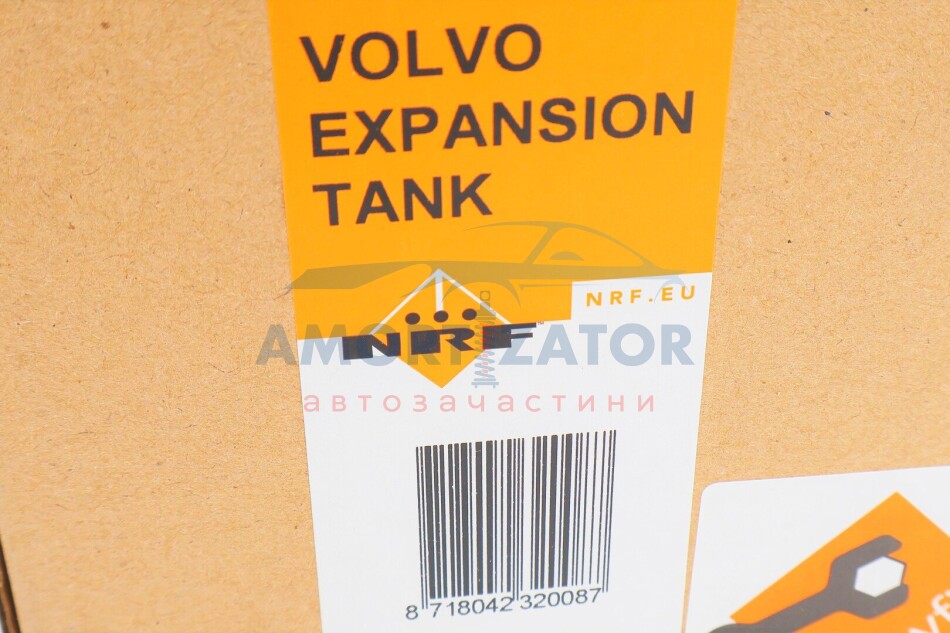 VOLVO
EXPANSION
TANK
NRF.EU
NRF
AMORTIZATOR
автозачастини
8 718042 320087